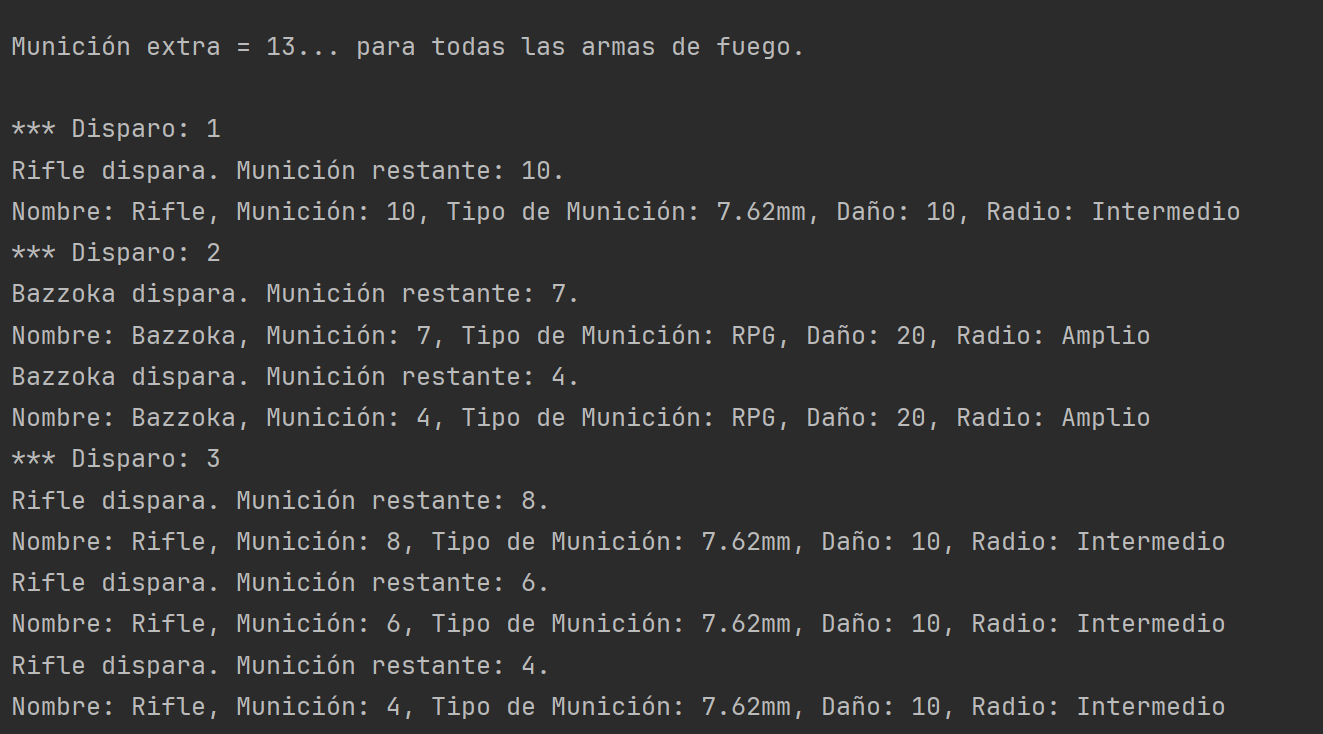 Munición extra = 13... para todas las armas de fuego.
*** Disparo: 1
Rifle dispara. Munición restante: 10.
Nombre: Rifle, Munición: 10, Tipo de Munición: 7.62mm, Daño: 10, Radio: Intermedio
*** Disparo: 2
Bazzoka dispara. Munición restante: 7.
Nombre: Bazzoka, Munición: 7, Tipo de Munición: RPG, Daño: 20, Radio: Amplio
Bazzoka dispara. Munición restante: 4.
Nombre: Bazzoka, Munición: 4, Tipo de Munición: RPG, Daño: 20, Radio: Amplio
*** Disparo: 3
Rifle dispara. Munición restante: 8.
Nombre: Rifle, Munición: 8, Tipo de Munición: 7.62mm, Daño: 10, Radio: Intermedio
Rifle dispara. Munición restante: 6.
Nombre: Rifle, Munición: 6, Tipo de Munición: 7.62mm, Daño: 10, Radio: Intermedio
Rifle dispara. Munición restante: 4.
Nombre: Rifle, Munición: 4, Tipo de Munición: 7.62mm, Daño: 10, Radio: Intermedio